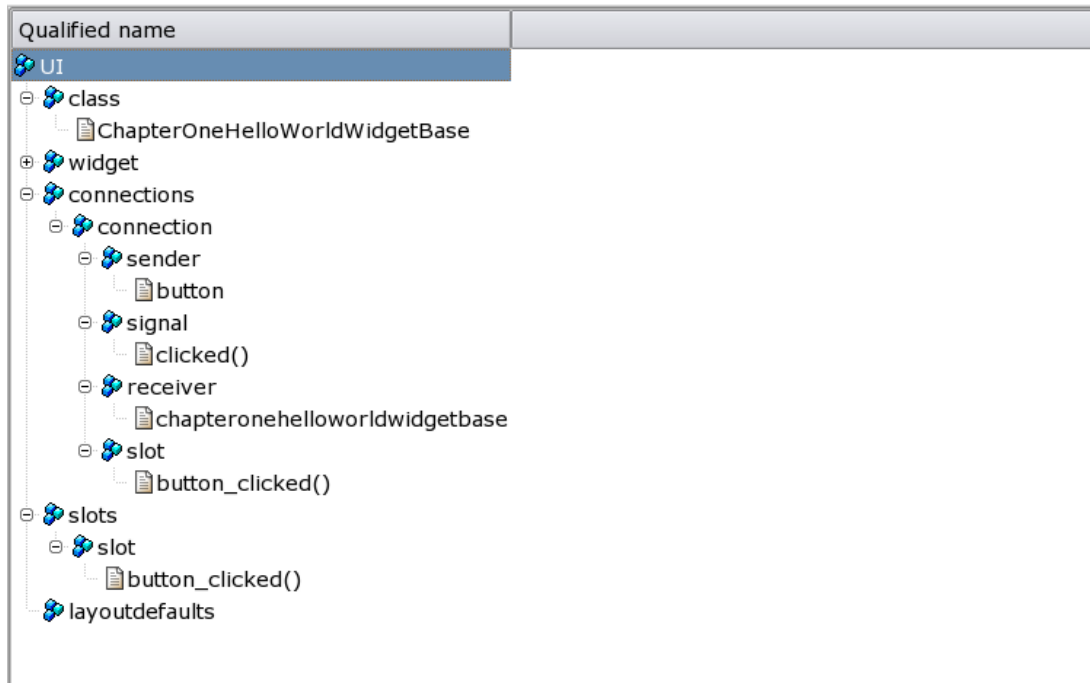 Qualified name
UI
class
ChapterOneHelloWorldWidgetBase
widget
connections
connection
sender
button
signal
clicked()
receiver
chapteronehelloworldwidgetbase
slot
button_clicked()
slots
slot
button_clicked()
layoutdefaults